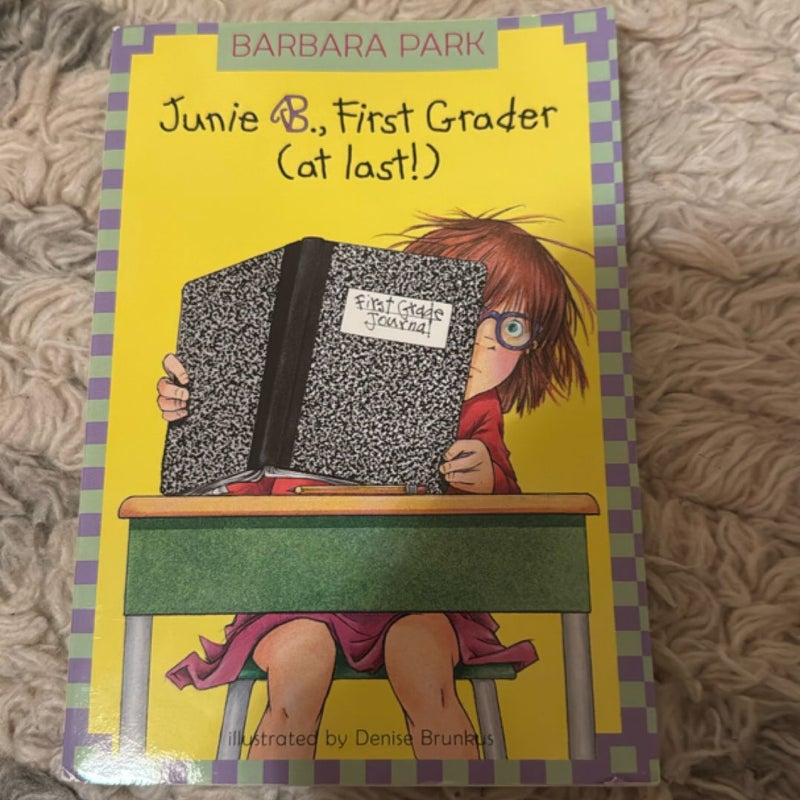 BARBARA PARK
Junie B., First Grader
(at last!)
First Grade
Journal
illustrated by Denise Brunkus